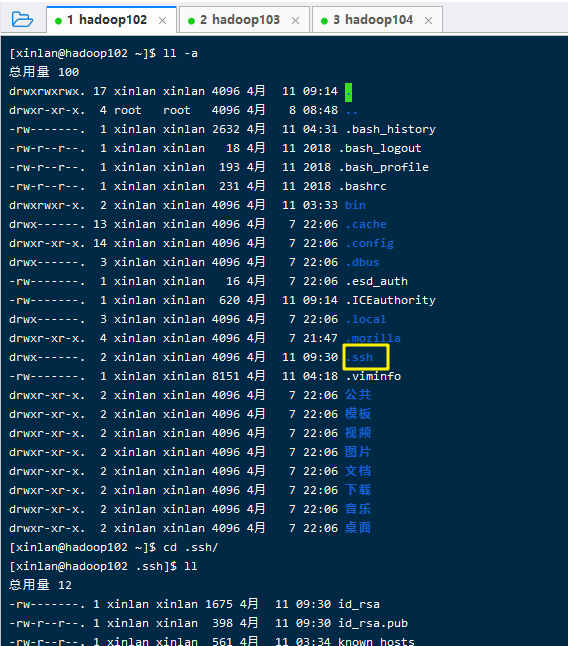 1 hadoop102 × 2 hadoop103 × 3 hadoop104 ×
[xinlan@hadoop102 ~]$ ll -a
总用量 100
drwxrwxrwx. 17 xinlan xinlan 4096 4月 11 09:14 .
drwxr-xr-x. 4 root root 4096 4月 8 08:48 ..
-rw-------. 1 xinlan xinlan 2632 4月 11 04:31 .bash_history
-rw-r--r--. 1 xinlan xinlan 18 4月 11 2018 .bash_logout
-rw-r--r--. 1 xinlan xinlan 193 4月 11 2018 .bash_profile
-rw-r--r--. 1 xinlan xinlan 231 4月 11 2018 .bashrc
drwxrwxr-x. 2 xinlan xinlan 4096 4月 11 03:33 bin
drwx------. 13 xinlan xinlan 4096 4月 7 22:06 .cache
drwxr-xr-x. 14 xinlan xinlan 4096 4月 7 22:06 .config
drwx------. 3 xinlan xinlan 4096 4月 7 22:06 .dbus
-rw-------. 1 xinlan xinlan 16 4月 7 22:06 .esd_auth
-rw-------. 1 xinlan xinlan 620 4月 11 09:14 .ICEauthority
drwx------. 3 xinlan xinlan 4096 4月 7 22:06 .local
drwxr-xr-x. 4 xinlan xinlan 4096 4月 7 21:47 .mozilla
drwx------. 2 xinlan xinlan 4096 4月 11 09:30 .ssh
-rw-------. 1 xinlan xinlan 8151 4月 11 04:18 .viminfo
drwxr-xr-x. 2 xinlan xinlan 4096 4月 7 22:06 公共
drwxr-xr-x. 2 xinlan xinlan 4096 4月 7 22:06 模板
drwxr-xr-x. 2 xinlan xinlan 4096 4月 7 22:06 视频
drwxr-xr-x. 2 xinlan xinlan 4096 4月 7 22:06 图片
drwxr-xr-x. 2 xinlan xinlan 4096 4月 7 22:06 文档
drwxr-xr-x. 2 xinlan xinlan 4096 4月 7 22:06 下载
drwxr-xr-x. 2 xinlan xinlan 4096 4月 7 22:06 音乐
drwxr-xr-x. 2 xinlan xinlan 4096 4月 7 22:06 桌面
[xinlan@hadoop102 ~]$ cd .ssh/
[xinlan@hadoop102 .ssh]$ ll
总用量 12
-rw-------. 1 xinlan xinlan 1675 4月 11 09:30 id_rsa
-rw-r--r--. 1 xinlan xinlan 398 4月 11 09:30 id_rsa.pub
-rw-r--r--. 1 xinlan xinlan 561 4月 11 03:34 known_hosts